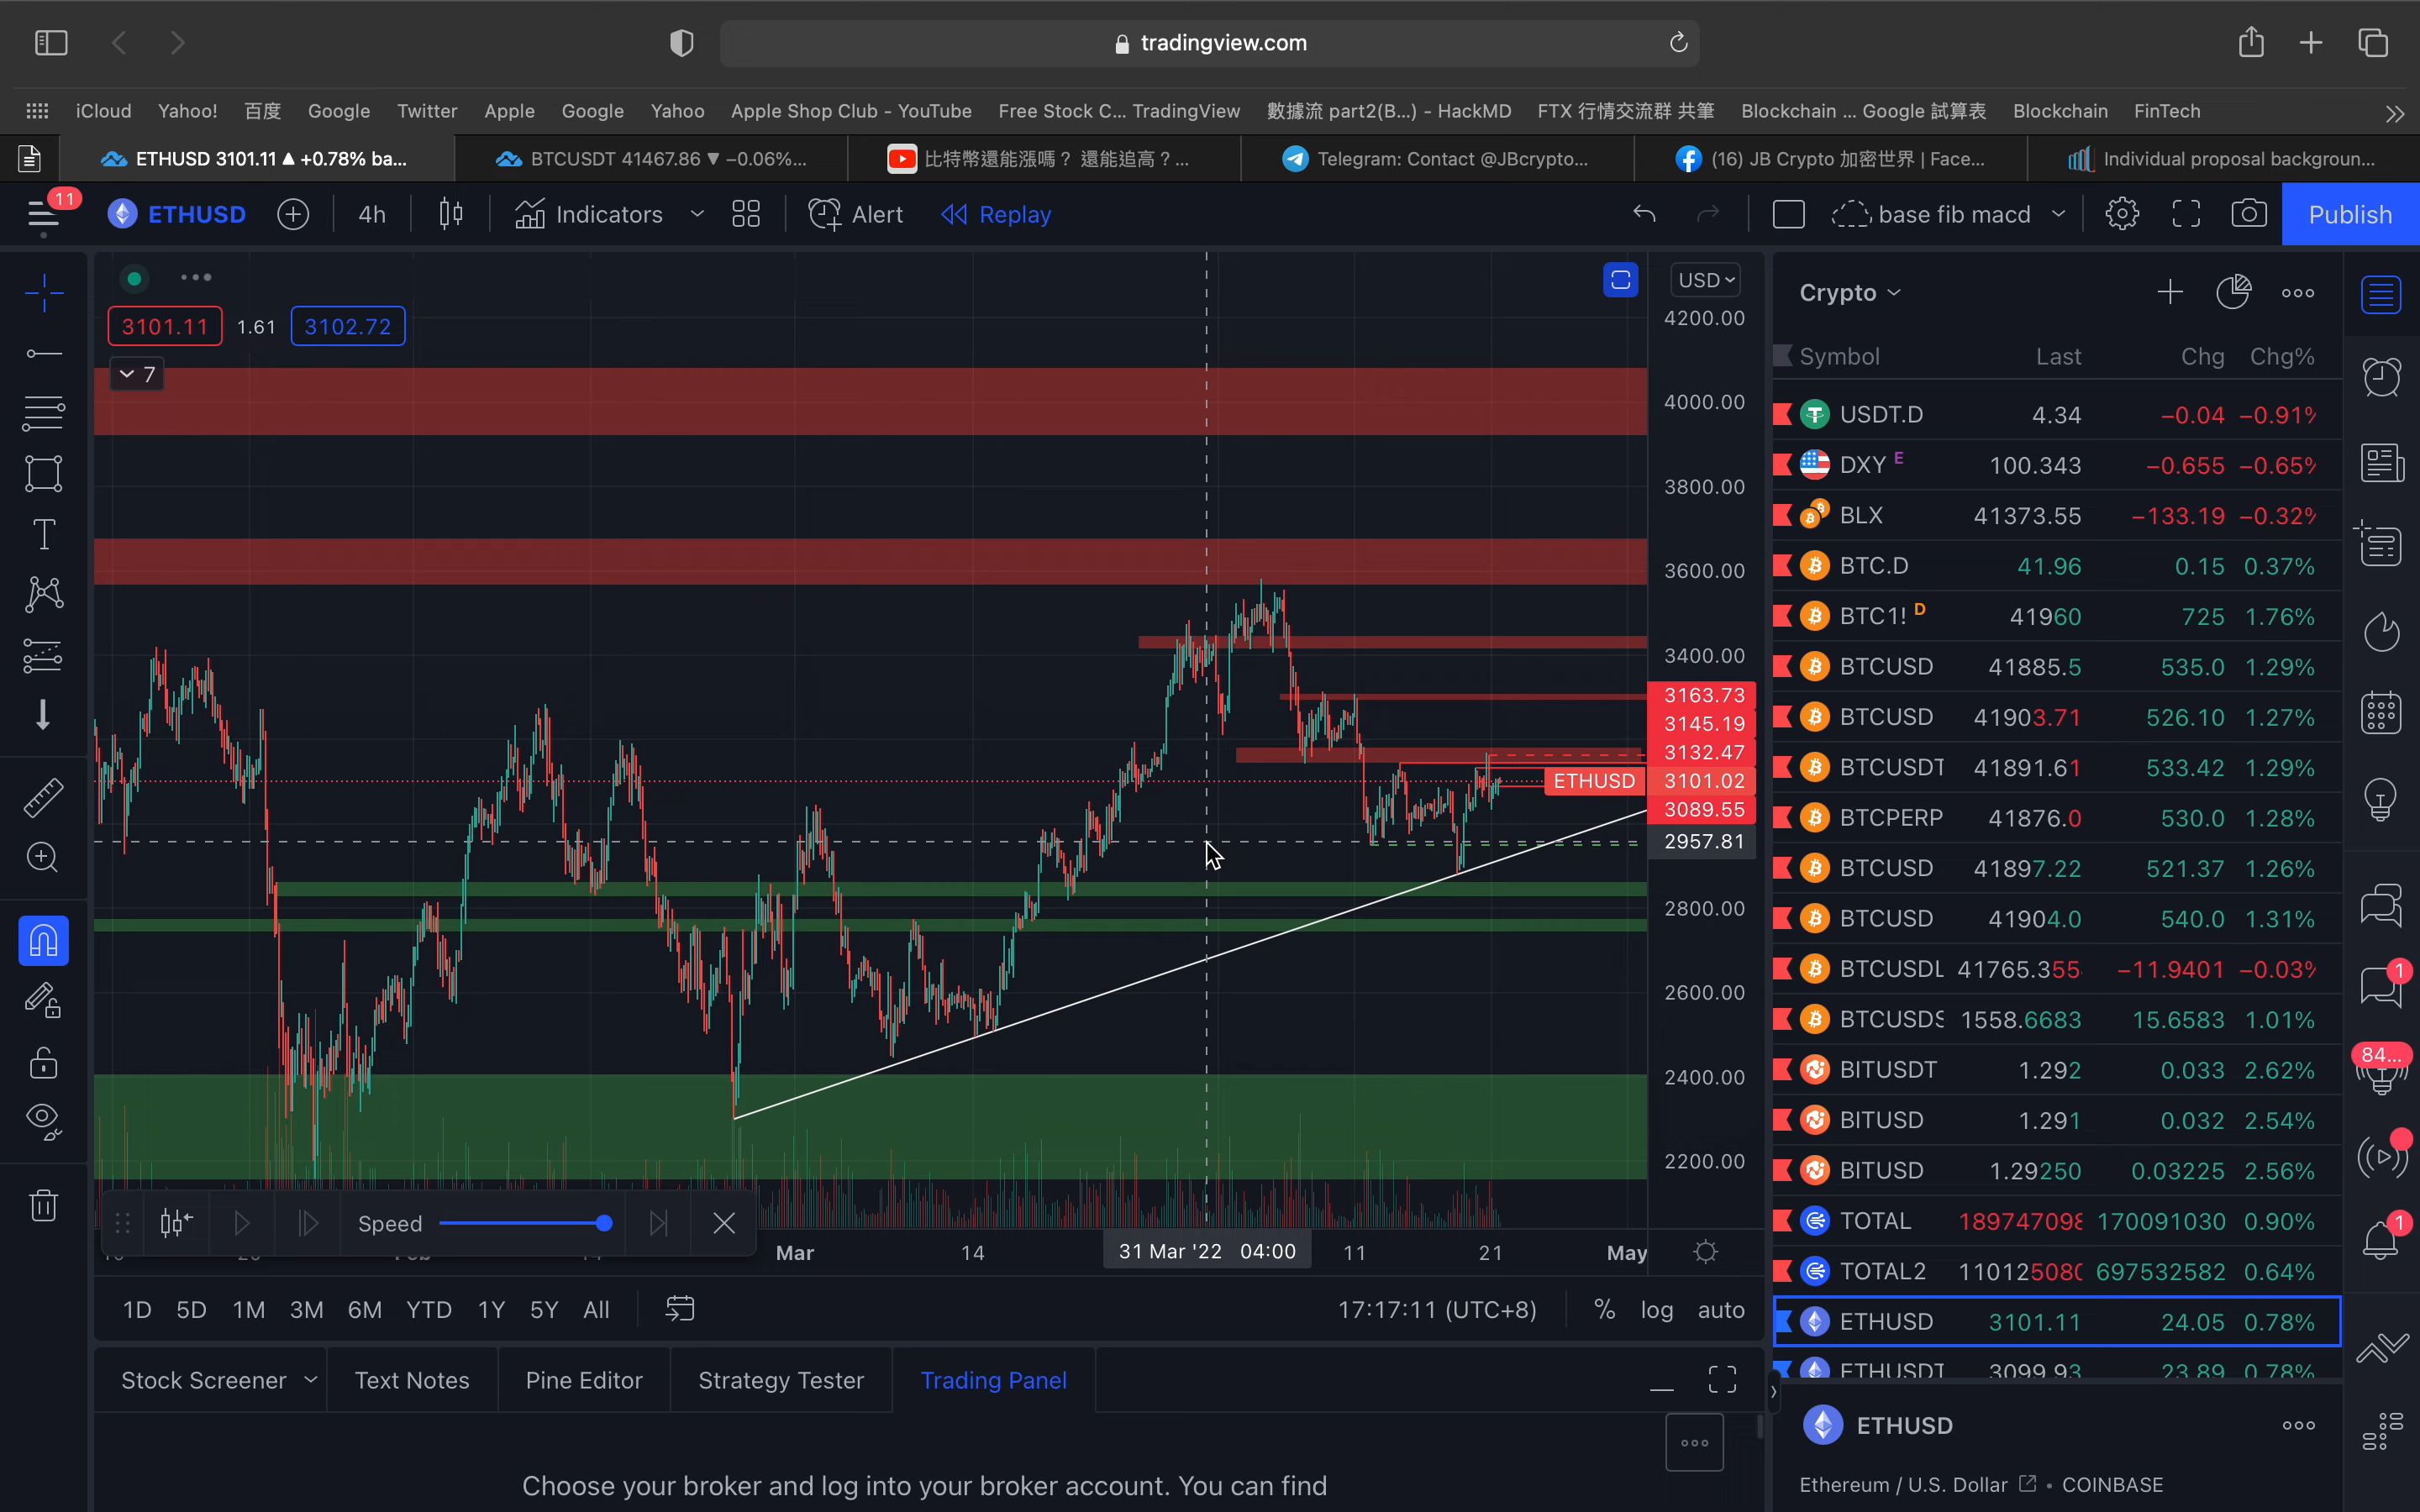 tradingview.com
iCloud Yahoo! 百度 Google Twitter Apple Google Yahoo Apple Shop Club - YouTube Free Stock C... TradingView 數據流 part2(B...) - HackMD FTX 行情交流群 共筆 Blockchain ... Google 試算表 Blockchain FinTech
ETHUSD 3101.11 ▲ +0.78% ba... BTCUSDT 41467.86 ▼ −0.06%... 比特幣還能漲嗎？ 還能追高？... Telegram: Contact @JBcrypto... (16) JB Crypto 加密世界 | Face... Individual proposal backgroun...
11 ETHUSD 4h Indicators Alert Replay base fib macd Publish
USD
3101.11 1.61 3102.72
7
4200.00
4000.00
3800.00
3600.00
3400.00
3163.73
3145.19
3132.47
ETHUSD 3101.02
3089.55
2957.81
2800.00
2600.00
2400.00
2200.00
Speed
Mar 14 31 Mar '22 04:00 11 21 May
1D 5D 1M 3M 6M YTD 1Y 5Y All 17:17:11 (UTC+8) % log auto
Stock Screener Text Notes Pine Editor Strategy Tester Trading Panel
Choose your broker and log into your broker account. You can find
Crypto
Symbol Last Chg Chg%
USDT.D 4.34 −0.04 −0.91%
DXY E 100.343 −0.655 −0.65%
BLX 41373.55 −133.19 −0.32%
BTC.D 41.96 0.15 0.37%
BTC1! D 41960 725 1.76%
BTCUSD 41885.5 535.0 1.29%
BTCUSD 41903.71 526.10 1.27%
BTCUSDT 41891.61 533.42 1.29%
BTCPERP 41876.0 530.0 1.28%
BTCUSD 41897.22 521.37 1.26%
BTCUSD 41904.0 540.0 1.31%
BTCUSDL 41765.355 −11.9401 −0.03%
BTCUSDS 1558.6683 15.6583 1.01%
BITUSDT 1.292 0.033 2.62%
BITUSD 1.291 0.032 2.54%
BITUSD 1.29250 0.03225 2.56%
TOTAL 189747098 170091030 0.90%
TOTAL2 110125080 697532582 0.64%
ETHUSD 3101.11 24.05 0.78%
ETHUSDT 3099.93 23.89 0.78%
ETHUSD
Ethereum / U.S. Dollar • COINBASE
1
84...
1